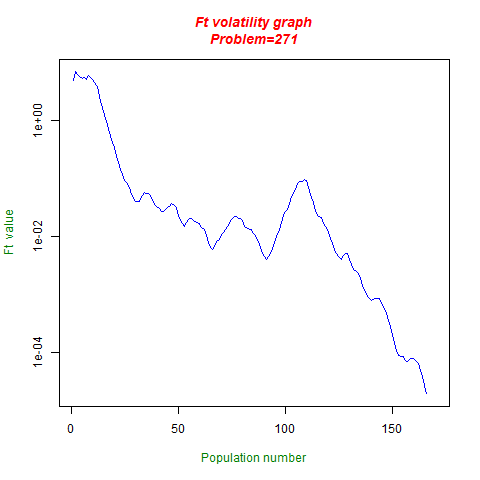 Ft volatility graph
Problem=271
1e+00
1e-02
1e-04
Ft value
0
50
100
150
Population number